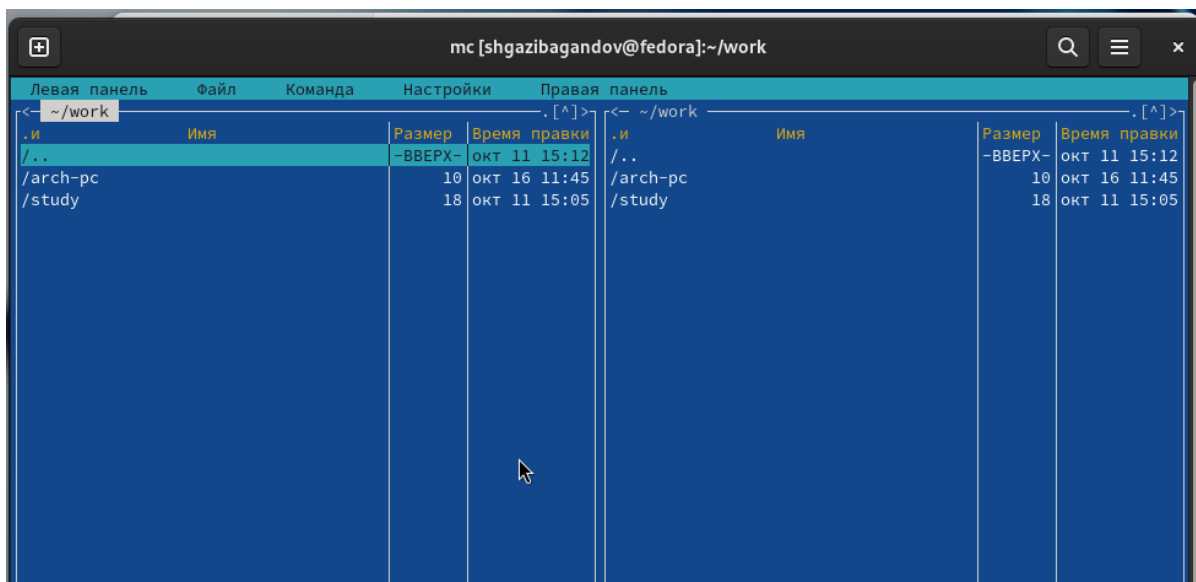 mc [shgazibagandov@fedora]:~/work
Левая панель Файл Команда Настройки Правая панель
<- ~/work .[^]> <- ~/work .[^]>
.и Имя Размер Время правки .и Имя Размер Время правки
/.. -ВВЕРХ- окт 11 15:12 /.. -ВВЕРХ- окт 11 15:12
/arch-pc 10 окт 16 11:45 /arch-pc 10 окт 16 11:45
/study 18 окт 11 15:05 /study 18 окт 11 15:05